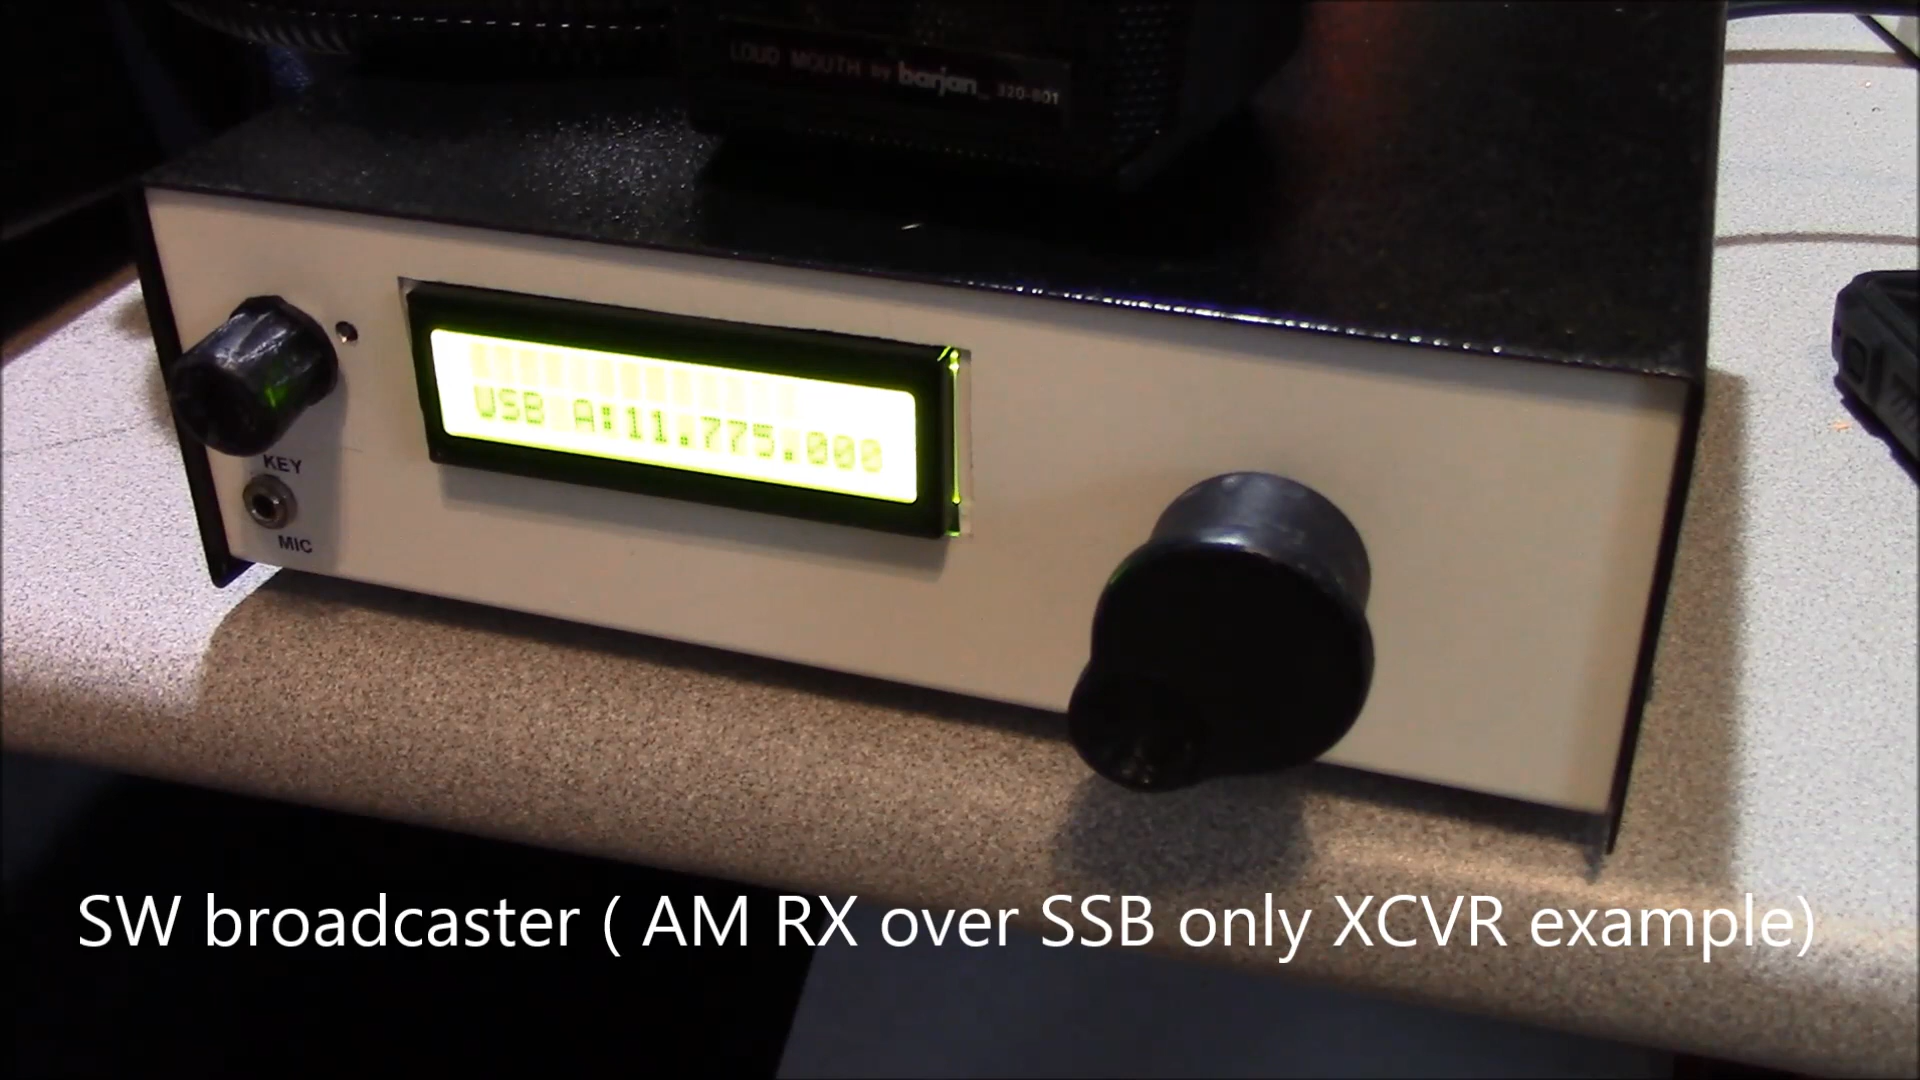 LOUD MOUTH by barjan 320-801
USB A:11.775.000
KEY
MIC
SW broadcaster ( AM RX over SSB only XCVR example)